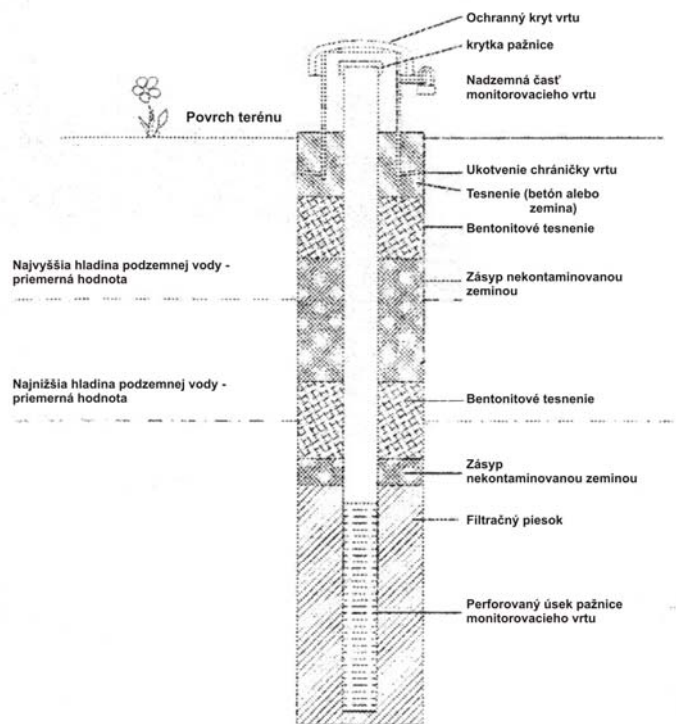 Ochranný kryt vrtu
krytka pažnice
Nadzemná časť
monitorovacieho vrtu
Povrch terénu
Ukotvenie chráničky vrtu
Tesnenie (betón alebo
zemina)
Bentonitové tesnenie
Najvyššia hladina podzemnej vody -
priemerná hodnota
Zásyp nekontaminovanou
zeminou
Najnižšia hladina podzemnej vody -
priemerná hodnota
Bentonitové tesnenie
Zásyp
nekontaminovanou zeminou
Filtračný piesok
Perforovaný úsek pažnice
monitorovacieho vrtu